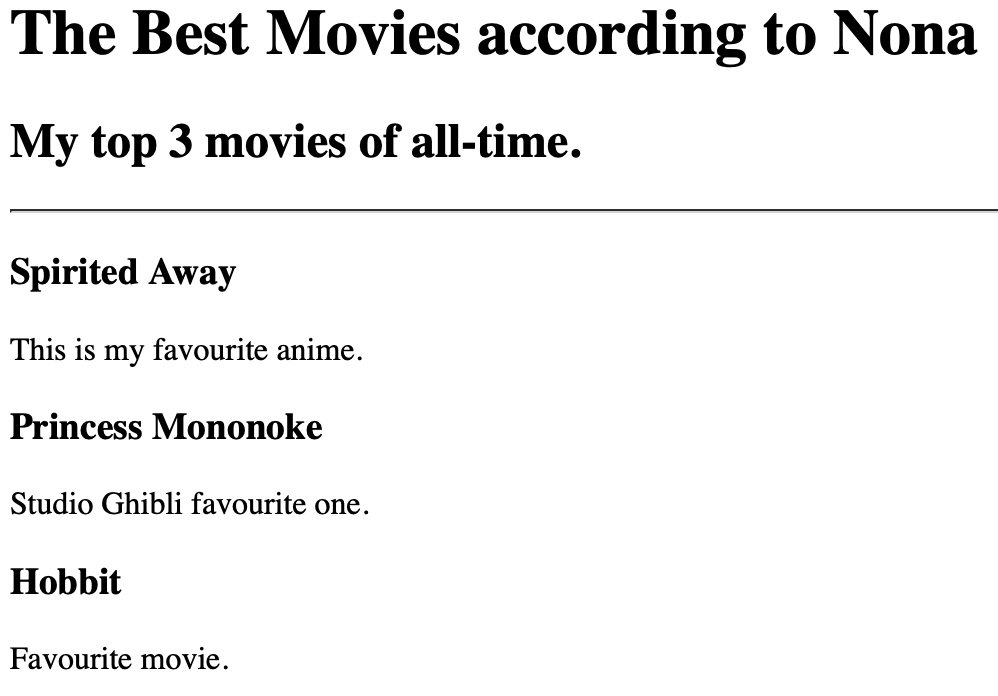 The Best Movies according to Nona
My top 3 movies of all-time.
Spirited Away
This is my favourite anime.
Princess Mononoke
Studio Ghibli favourite one.
Hobbit
Favourite movie.